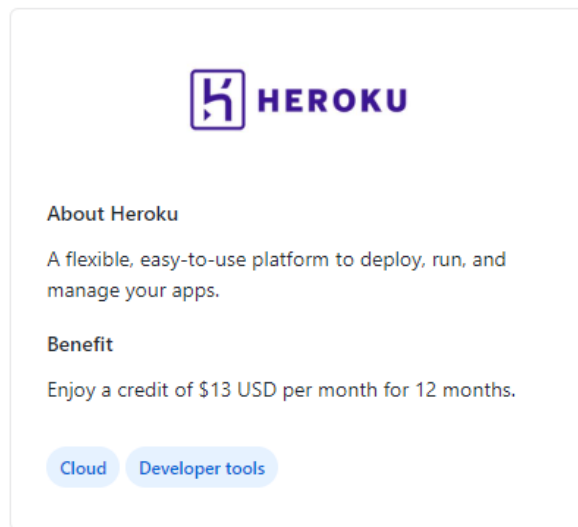 HEROKU
About Heroku
A flexible, easy-to-use platform to deploy, run, and
manage your apps.
Benefit
Enjoy a credit of $13 USD per month for 12 months.
Cloud Developer tools